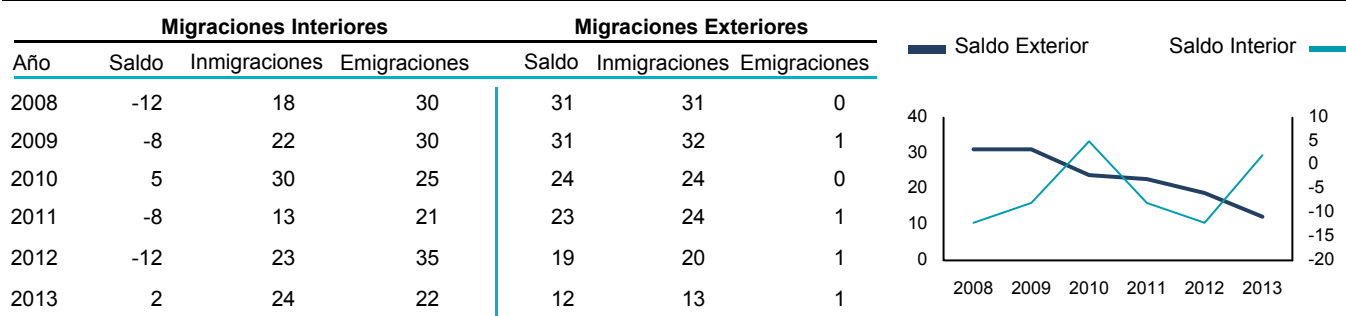 Migraciones Interiores Migraciones Exteriores
Año Saldo Inmigraciones Emigraciones Saldo Inmigraciones Emigraciones
2008 -12 18 30 31 31 0
2009 -8 22 30 31 32 1
2010 5 30 25 24 24 0
2011 -8 13 21 23 24 1
2012 -12 23 35 19 20 1
2013 2 24 22 12 13 1
Saldo Exterior Saldo Interior
40 10
30 5
20 0
10 -5
0 -10
-15
-20
2008 2009 2010 2011 2012 2013